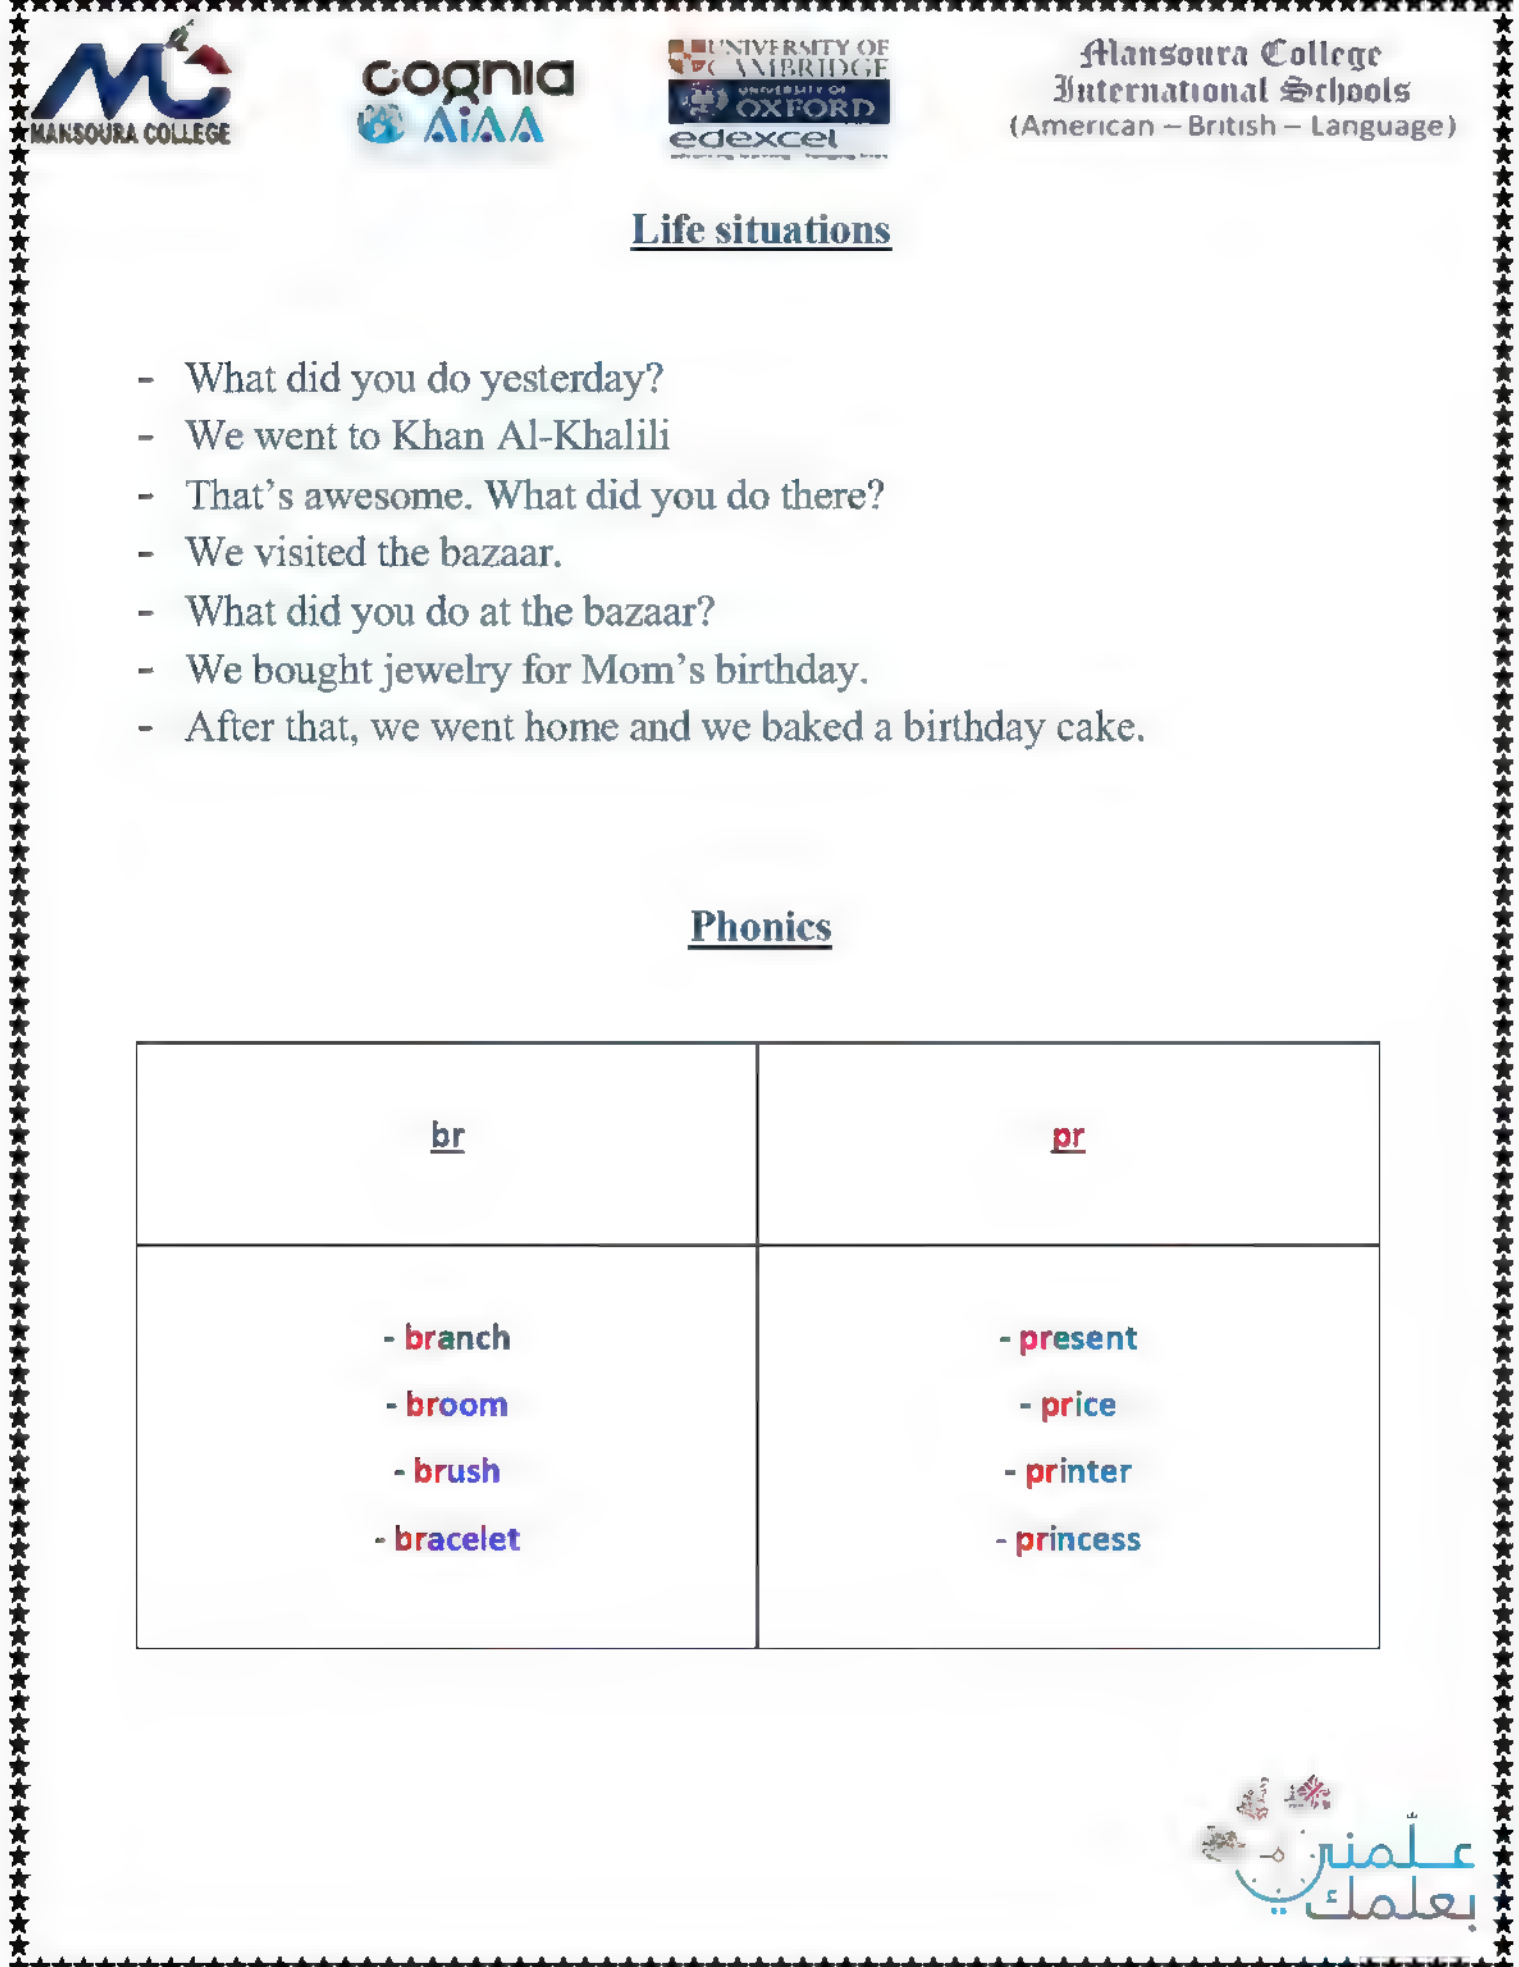 MANSOURA COLLEGE
cognia
AiAA
UNIVERSITY OF
CAMBRIDGE
UNIVERSITY OF
OXFORD
edexcel
Mansoura College
International Schools
(American – British – Language)
Life situations
- What did you do yesterday?
- We went to Khan Al-Khalili
- That's awesome. What did you do there?
- We visited the bazaar.
- What did you do at the bazaar?
- We bought jewelry for Mom's birthday.
- After that, we went home and we baked a birthday cake.
Phonics
br
pr
- branch
- broom
- brush
- bracelet
- present
- price
- printer
- princess
علّمني
بعلمك